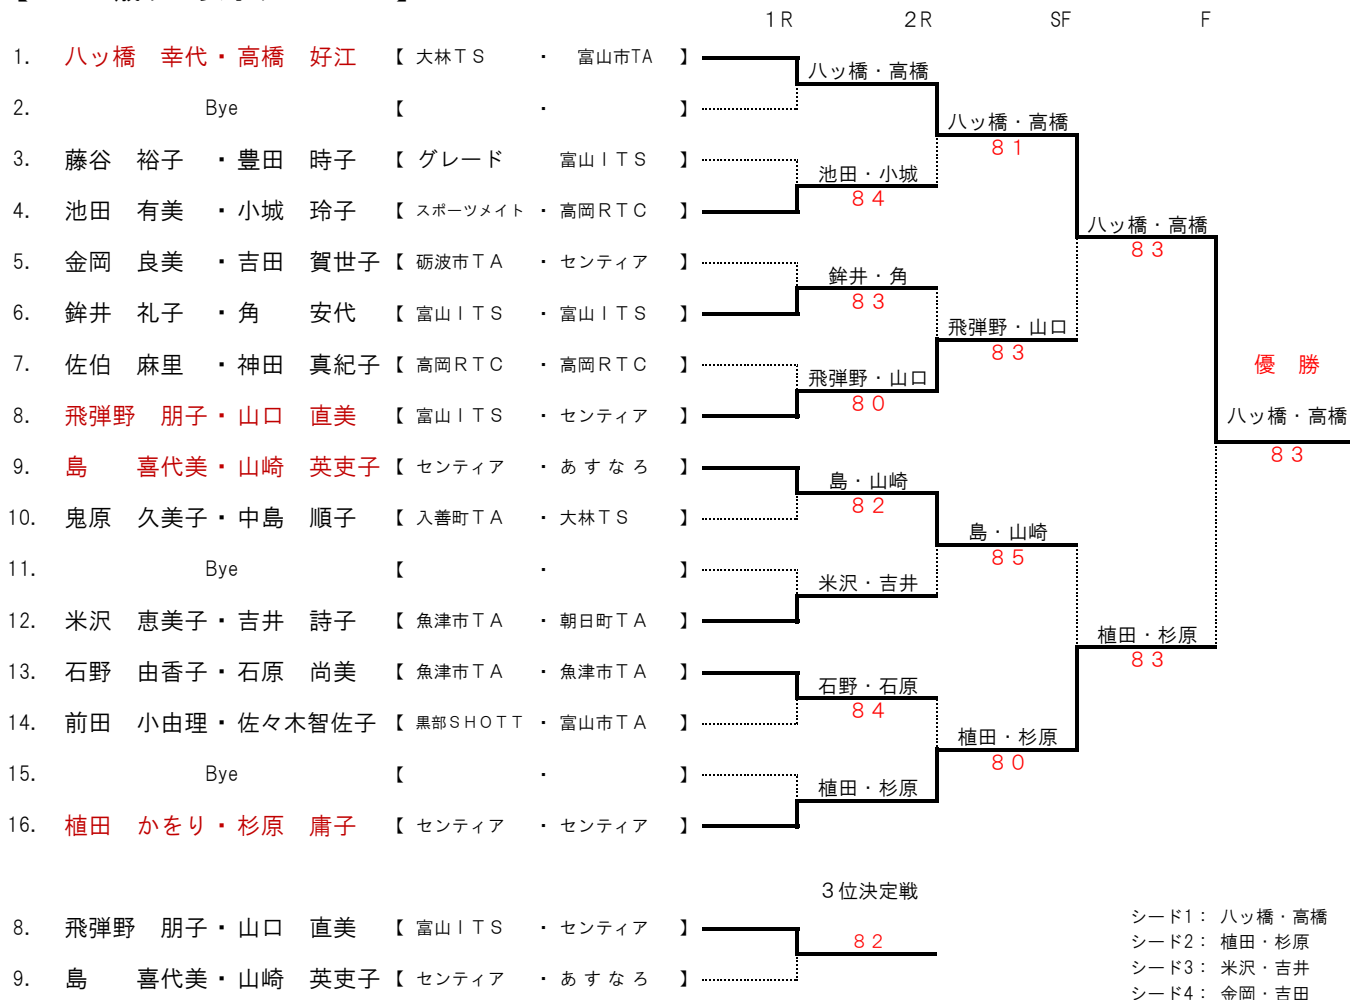 1R 2R SF F
1. 八ッ橋 幸代・高橋 好江 【 大林TS ・ 富山市TA 】
八ッ橋・高橋
2. Bye 【 ・ 】
八ッ橋・高橋
81
3. 藤谷 裕子 ・豊田 時子 【 グレード 富山ITS 】
池田・小城
84
4. 池田 有美 ・小城 玲子 【 スポーツメイト ・ 高岡RTC 】
八ッ橋・高橋
83
5. 金岡 良美 ・吉田 賀世子 【 砺波市TA ・ センティア 】
鉾井・角
83
6. 鉾井 礼子 ・角 安代 【 富山ITS ・ 富山ITS 】
飛弾野・山口
83
7. 佐伯 麻里 ・神田 真紀子 【 高岡RTC ・ 高岡RTC 】
優 勝
飛弾野・山口
80
8. 飛弾野 朋子・山口 直美 【 富山ITS ・ センティア 】
八ッ橋・高橋
83
9. 島 喜代美・山崎 英吏子 【 センティア ・ あすなろ 】
島・山崎
82
10. 鬼原 久美子・中島 順子 【 入善町TA ・ 大林TS 】
島・山崎
85
11. Bye 【 ・ 】
米沢・吉井
12. 米沢 恵美子・吉井 詩子 【 魚津市TA ・ 朝日町TA 】
植田・杉原
83
13. 石野 由香子・石原 尚美 【 魚津市TA ・ 魚津市TA 】
石野・石原
84
14. 前田 小由理・佐々木智佐子 【 黒部SHOTT ・ 富山市TA 】
植田・杉原
80
15. Bye 【 ・ 】
植田・杉原
16. 植田 かをり・杉原 庸子 【 センティア ・ センティア 】
3位決定戦
8. 飛弾野 朋子・山口 直美 【 富山ITS ・ センティア 】
82
9. 島 喜代美・山崎 英吏子 【 センティア ・ あすなろ 】
シード1: 八ッ橋・高橋
シード2: 植田・杉原
シード3: 米沢・吉井
シード4: 金岡・吉田